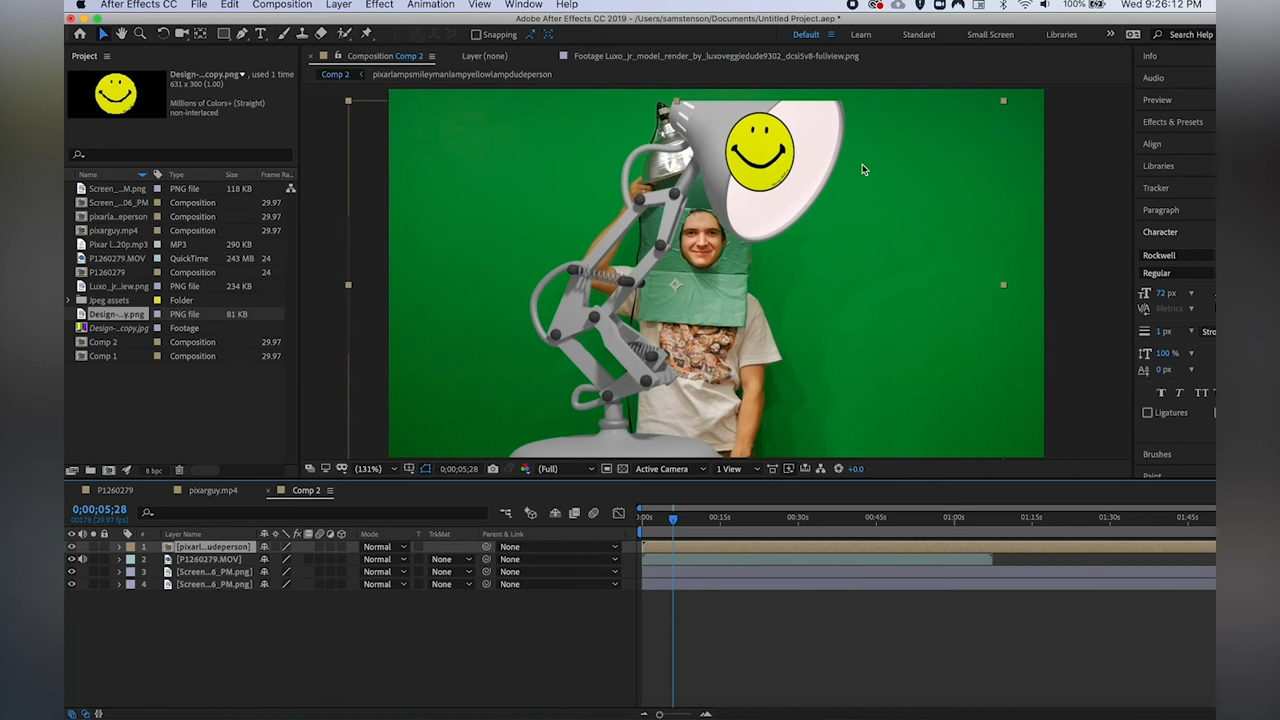 After Effects CC File Edit Composition Layer Effect Animation View Window Help 100% Wed 9:26:12 PM
Adobe After Effects CC 2019 - /Users/samstenson/Documents/Untitled Project.aep *
Snapping Default Learn Standard Small Screen Libraries Search Help
Project Composition Comp 2 Layer (none) Footage Luxo_jr_model_render_by_luxoveggiedude9302_dcsi5v8-fullview.png Info
Design-...copy.png, used 1 time Comp 2 pixarlampsmileymanlampyellowlampdudeperson Audio
631 x 300 (1.00)
Millions of Colors+ (Straight) Preview
non-interlaced
Effects & Presets
Align
Libraries
Name Type Size Frame Ra..
Screen_...M.png PNG file 118 KB Tracker
Screen_...06_PM Composition 29.97
pixarla...eperson Composition 29.97 Paragraph
pixarguy.mp4 Composition 29.97 Character
Pixar l...20p.mp3 MP3 290 KB
P1260279.MOV QuickTime 243 MB 24 Rockwell
P1260279 Composition 24 Regular
Luxo_jr...iew.png PNG file 234 KB
Jpeg assets Folder 72 px
Design-...y.png PNG file 81 KB Metrics
Design-...copy.jpg Footage 1 px Stro
Comp 2 Composition 29.97
Comp 1 Composition 29.97 100 %
0 px
T T TT
Ligatures
Brushes
8 bpc (131%) 0;00;05;28 (Full) Active Camera 1 View +0.0
P1260279 pixarguy.mp4 Comp 2
0;00;05;28
00178 (29.97 fps) :00s 00:15s 00:30s 00:45s 01:00s 01:15s 01:30s 01:45s
# Layer Name Mode T TrkMat Parent & Link
1 [pixarl...udeperson] Normal None
2 [P1260279.MOV] Normal None None
3 [Screen...6_PM.png] Normal None None
4 [Screen...6_PM.png] Normal None None